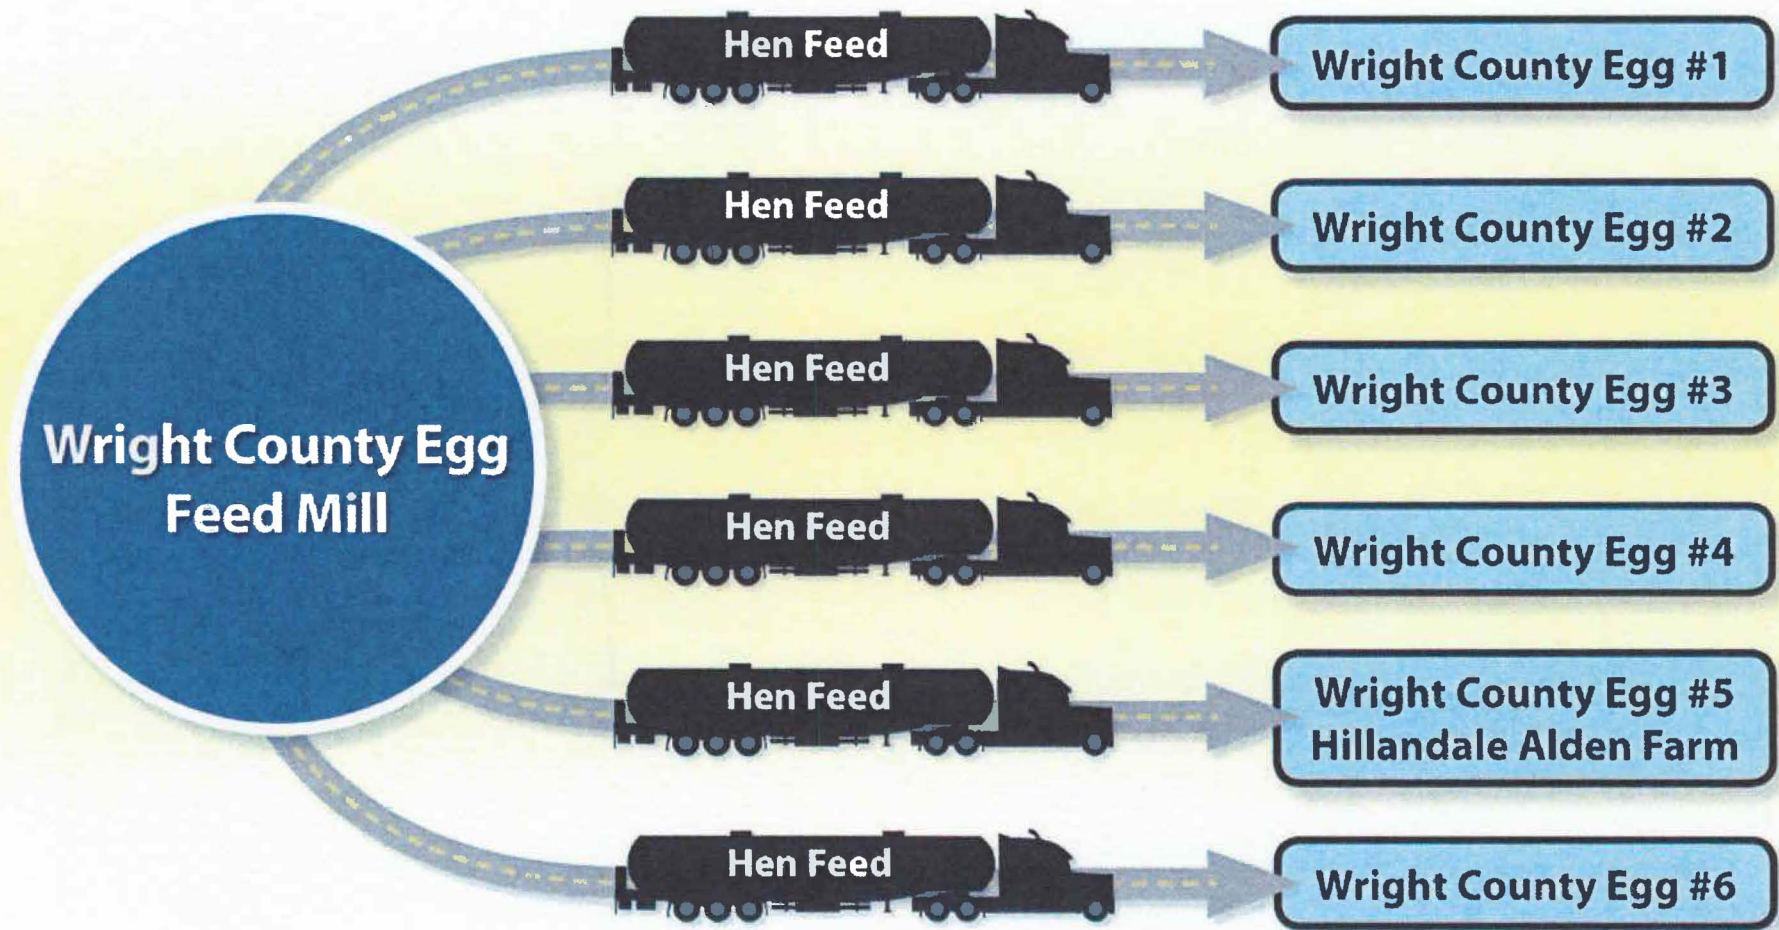 Wright County Egg
Feed Mill
Hen Feed
Wright County Egg #1
Hen Feed
Wright County Egg #2
Hen Feed
Wright County Egg #3
Hen Feed
Wright County Egg #4
Hen Feed
Wright County Egg #5
Hillandale Alden Farm
Hen Feed
Wright County Egg #6